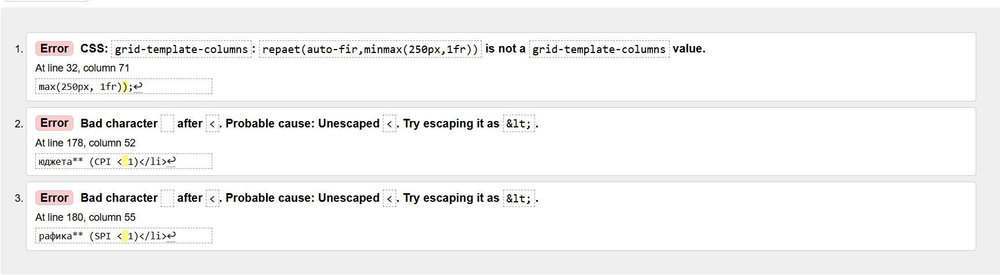 1. Error CSS: grid-template-columns: repaet(auto-fir,minmax(250px,1fr)) is not a grid-template-columns value.
At line 32, column 71
max(250px, 1fr));↩
2. Error Bad character   after <. Probable cause: Unescaped <. Try escaping it as &lt;.
At line 178, column 52
юджета** (CPI < 1)</li>↩
3. Error Bad character   after <. Probable cause: Unescaped <. Try escaping it as &lt;.
At line 180, column 55
рафика** (SPI < 1)</li>↩